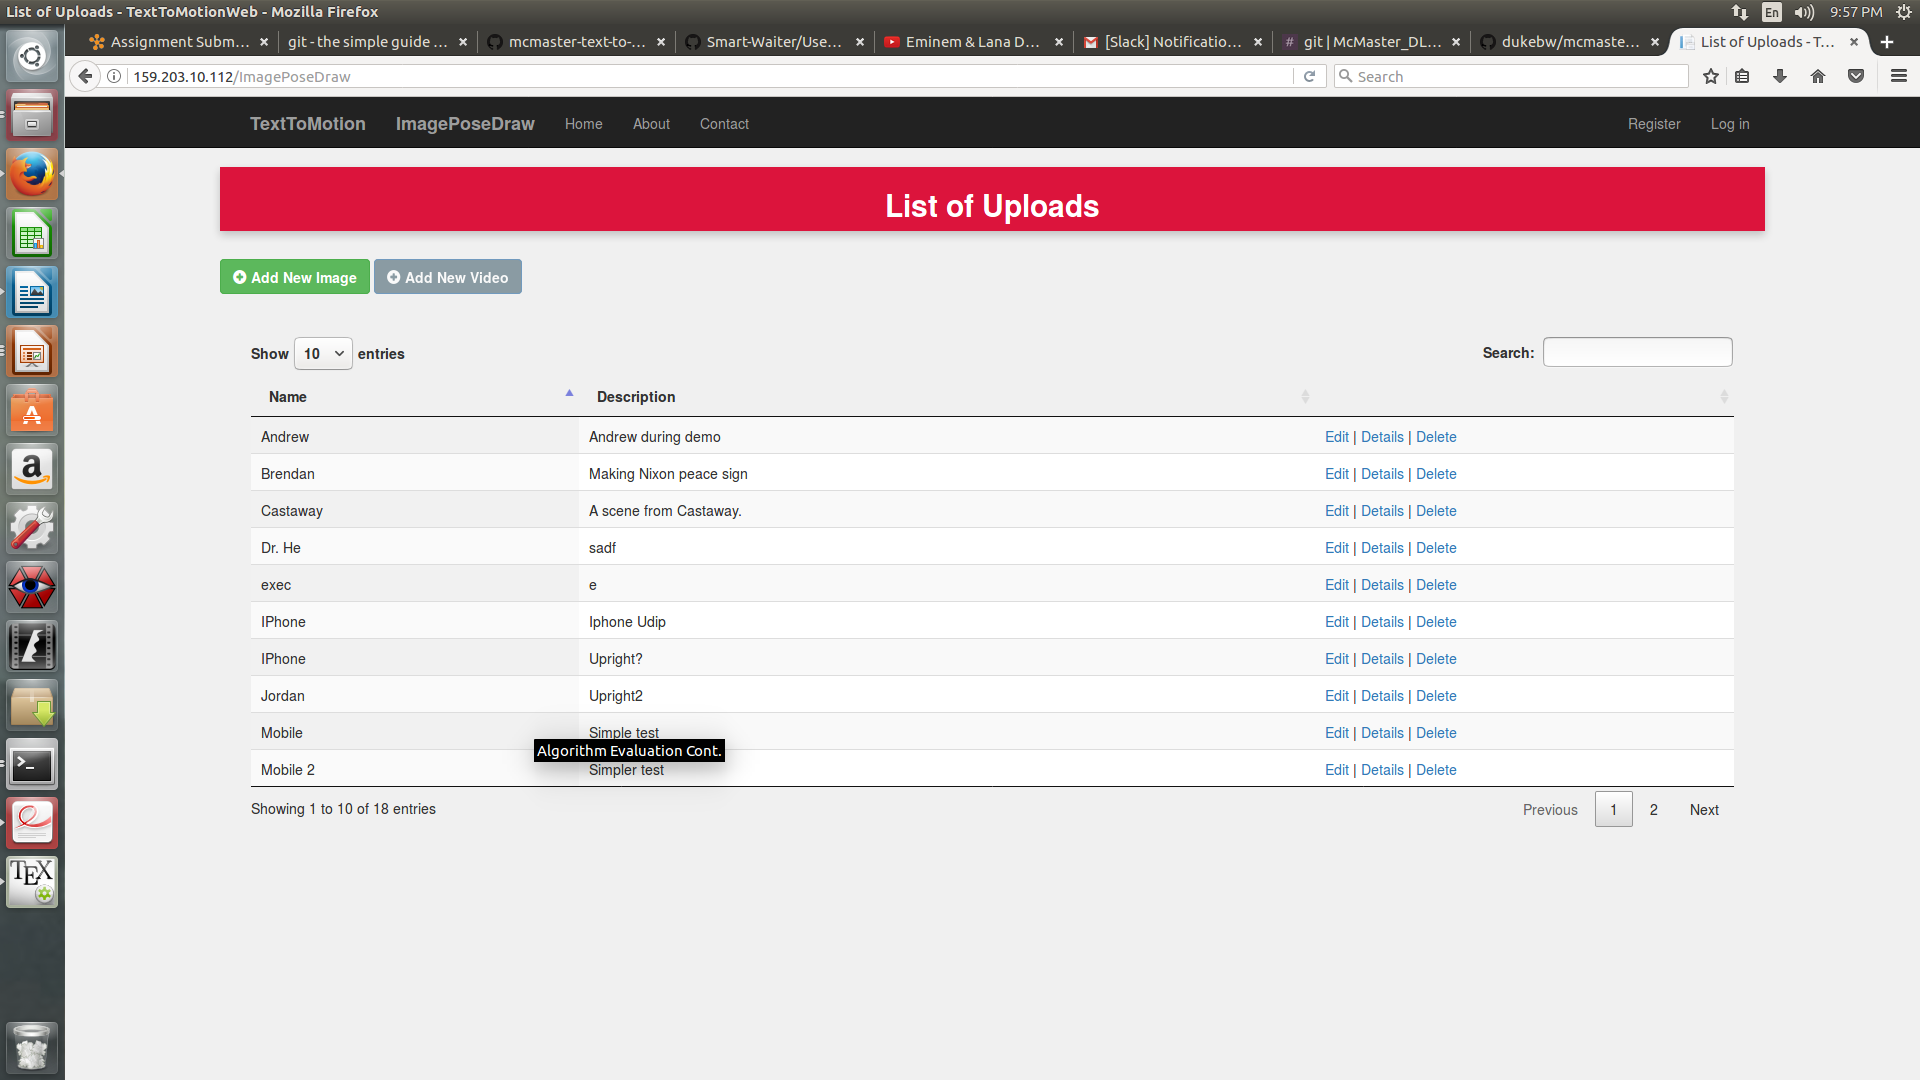 List of Uploads - TextToMotionWeb - Mozilla Firefox
En 9:57 PM
Assignment Subm... git - the simple guide ... mcmaster-text-to-... Smart-Waiter/Use... Eminem & Lana D... [Slack] Notificatio... # git | McMaster_DL... dukebw/mcmaste... List of Uploads - T...
159.203.10.112/ImagePoseDraw
Search
TextToMotion ImagePoseDraw Home About Contact Register Log in
List of Uploads
Add New Image Add New Video
Show 10 entries Search:
Name Description
Andrew Andrew during demo Edit | Details | Delete
Brendan Making Nixon peace sign Edit | Details | Delete
Castaway A scene from Castaway. Edit | Details | Delete
Dr. He sadf Edit | Details | Delete
exec e Edit | Details | Delete
IPhone Iphone Udip Edit | Details | Delete
IPhone Upright? Edit | Details | Delete
Jordan Upright2 Edit | Details | Delete
Mobile Simple test Edit | Details | Delete
Algorithm Evaluation Cont.
Mobile 2 Simpler test Edit | Details | Delete
Showing 1 to 10 of 18 entries Previous 1 2 Next
a
A
>_
TEX